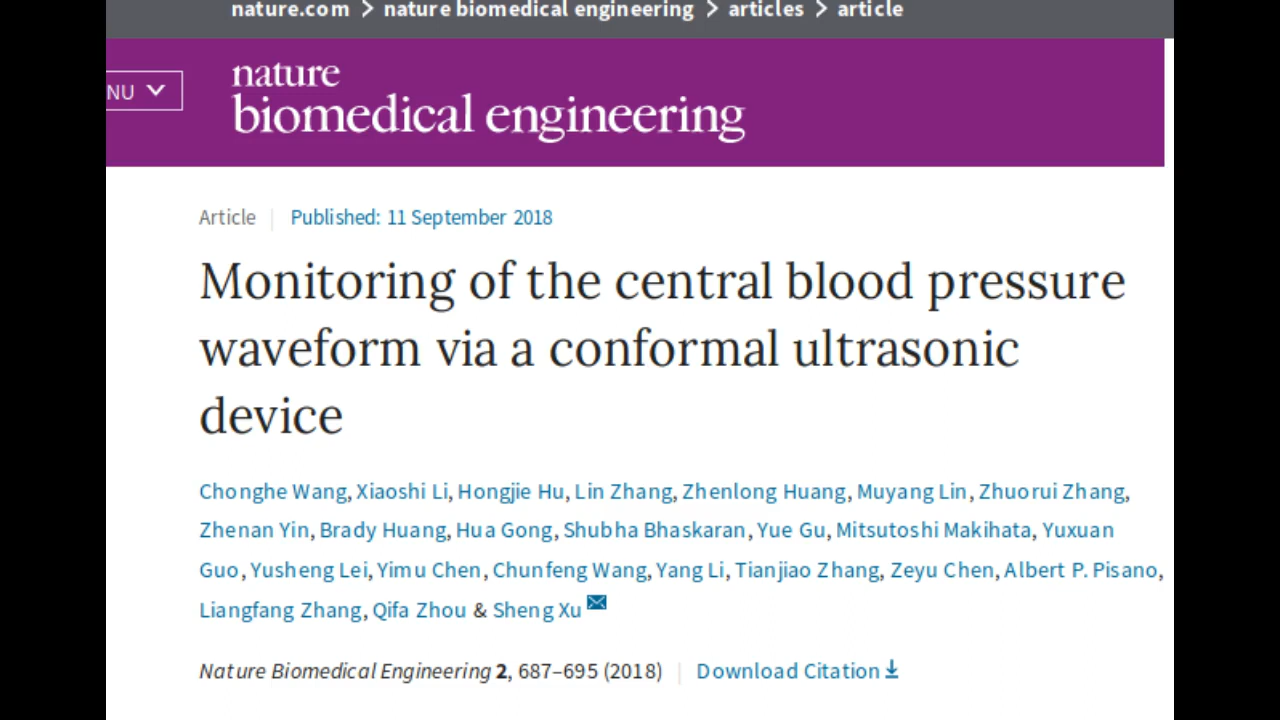 nature.com > nature biomedical engineering > articles > article
NU
nature
biomedical engineering
Article | Published: 11 September 2018
Monitoring of the central blood pressure
waveform via a conformal ultrasonic
device
Chonghe Wang, Xiaoshi Li, Hongjie Hu, Lin Zhang, Zhenlong Huang, Muyang Lin, Zhuorui Zhang,
Zhenan Yin, Brady Huang, Hua Gong, Shubha Bhaskaran, Yue Gu, Mitsutoshi Makihata, Yuxuan
Guo, Yusheng Lei, Yimu Chen, Chunfeng Wang, Yang Li, Tianjiao Zhang, Zeyu Chen, Albert P. Pisano,
Liangfang Zhang, Qifa Zhou & Sheng Xu
Nature Biomedical Engineering 2, 687–695 (2018) | Download Citation